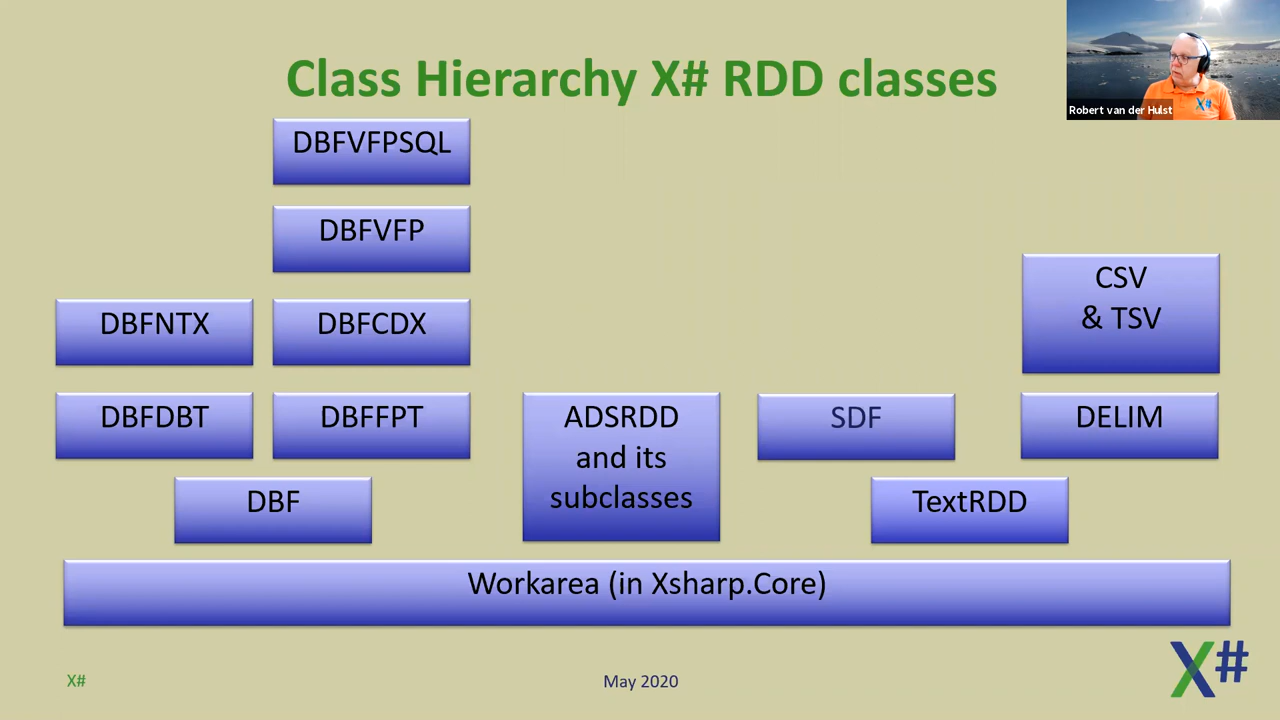 Class Hierarchy X# RDD classes
Robert van der Hulst
X#
DBFVFPSQL
DBFVFP
CSV
& TSV
DBFNTX
DBFCDX
DBFDBT
DBFFPT
ADSRDD
and its
subclasses
SDF
DELIM
DBF
TextRDD
Workarea (in Xsharp.Core)
X#
May 2020
X#